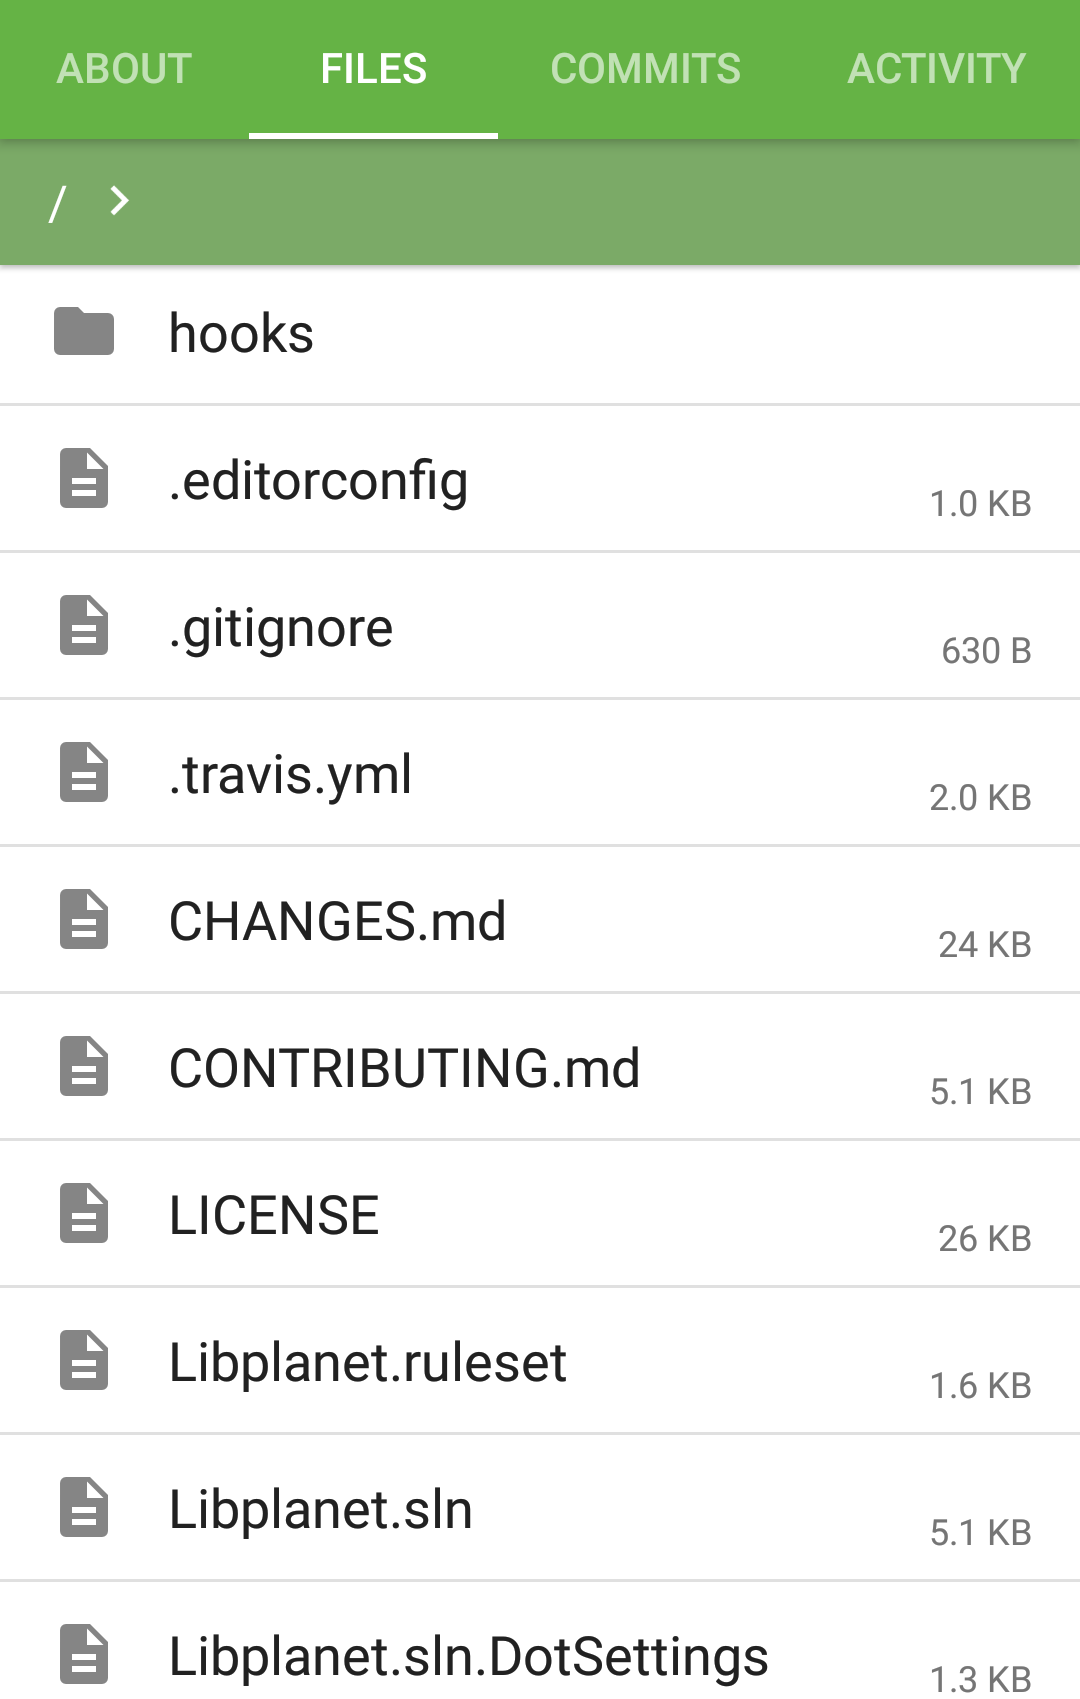 ABOUT FILES COMMITS ACTIVITY
/
hooks
.editorconfig 1.0 KB
.gitignore 630 B
.travis.yml 2.0 KB
CHANGES.md 24 KB
CONTRIBUTING.md 5.1 KB
LICENSE 26 KB
Libplanet.ruleset 1.6 KB
Libplanet.sln 5.1 KB
Libplanet.sln.DotSettings 1.3 KB